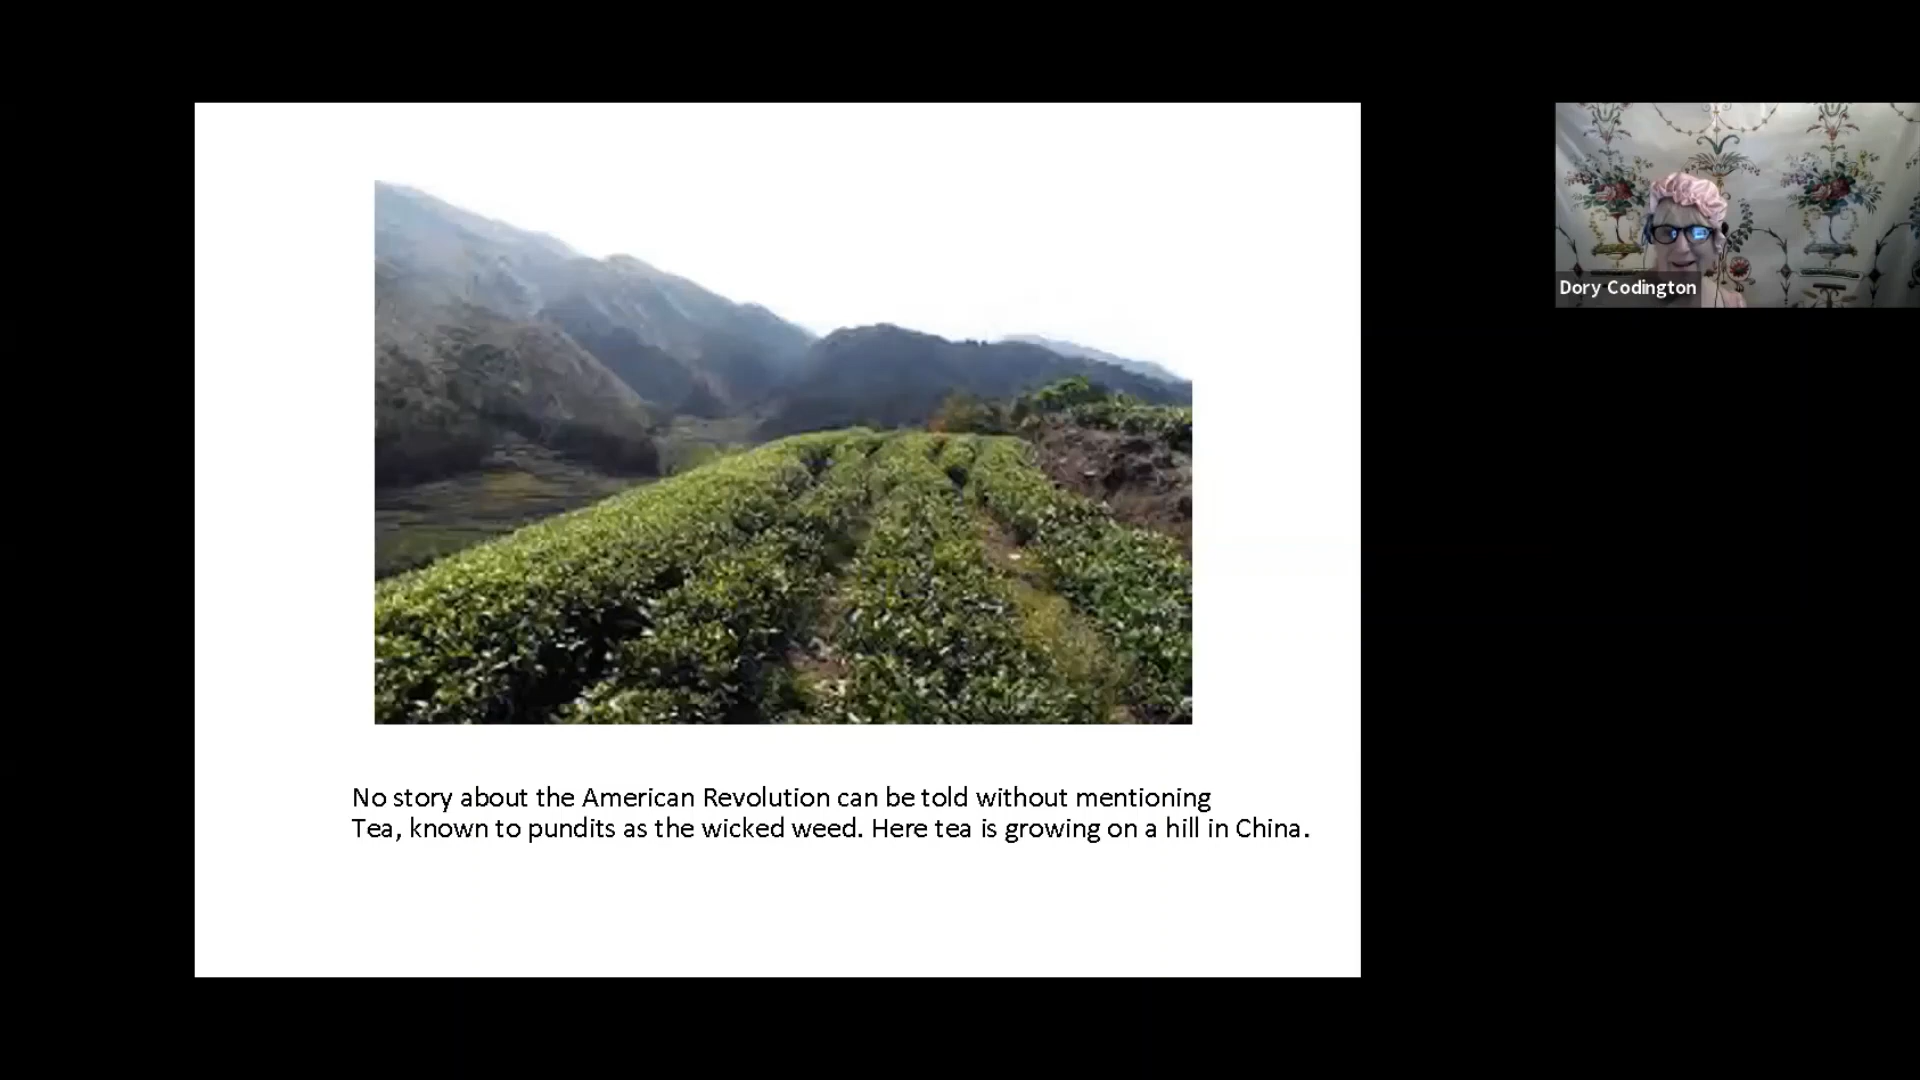 No story about the American Revolution can be told without mentioning
Tea, known to pundits as the wicked weed. Here tea is growing on a hill in China.
Dory Codington